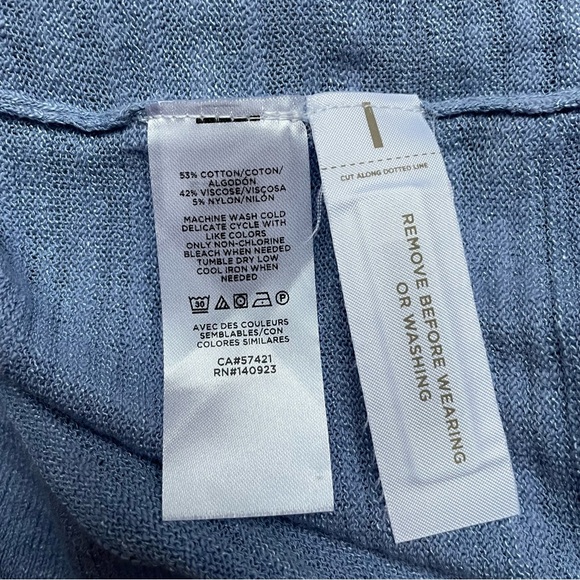 53% COTTON/COTON/
ALGODÓN
42% VISCOSE/VISCOSA
5% NYLON/NILÓN
MACHINE WASH COLD
DELICATE CYCLE WITH
LIKE COLORS
ONLY NON-CHLORINE
BLEACH WHEN NEEDED
TUMBLE DRY LOW
COOL IRON WHEN
NEEDED
30
P
AVEC DES COULEURS
SEMBLABLES/CON
COLORES SIMILARES
CA#57421
RN#140923
CUT ALONG DOTTED LINE
REMOVE BEFORE WEARING
OR WASHING